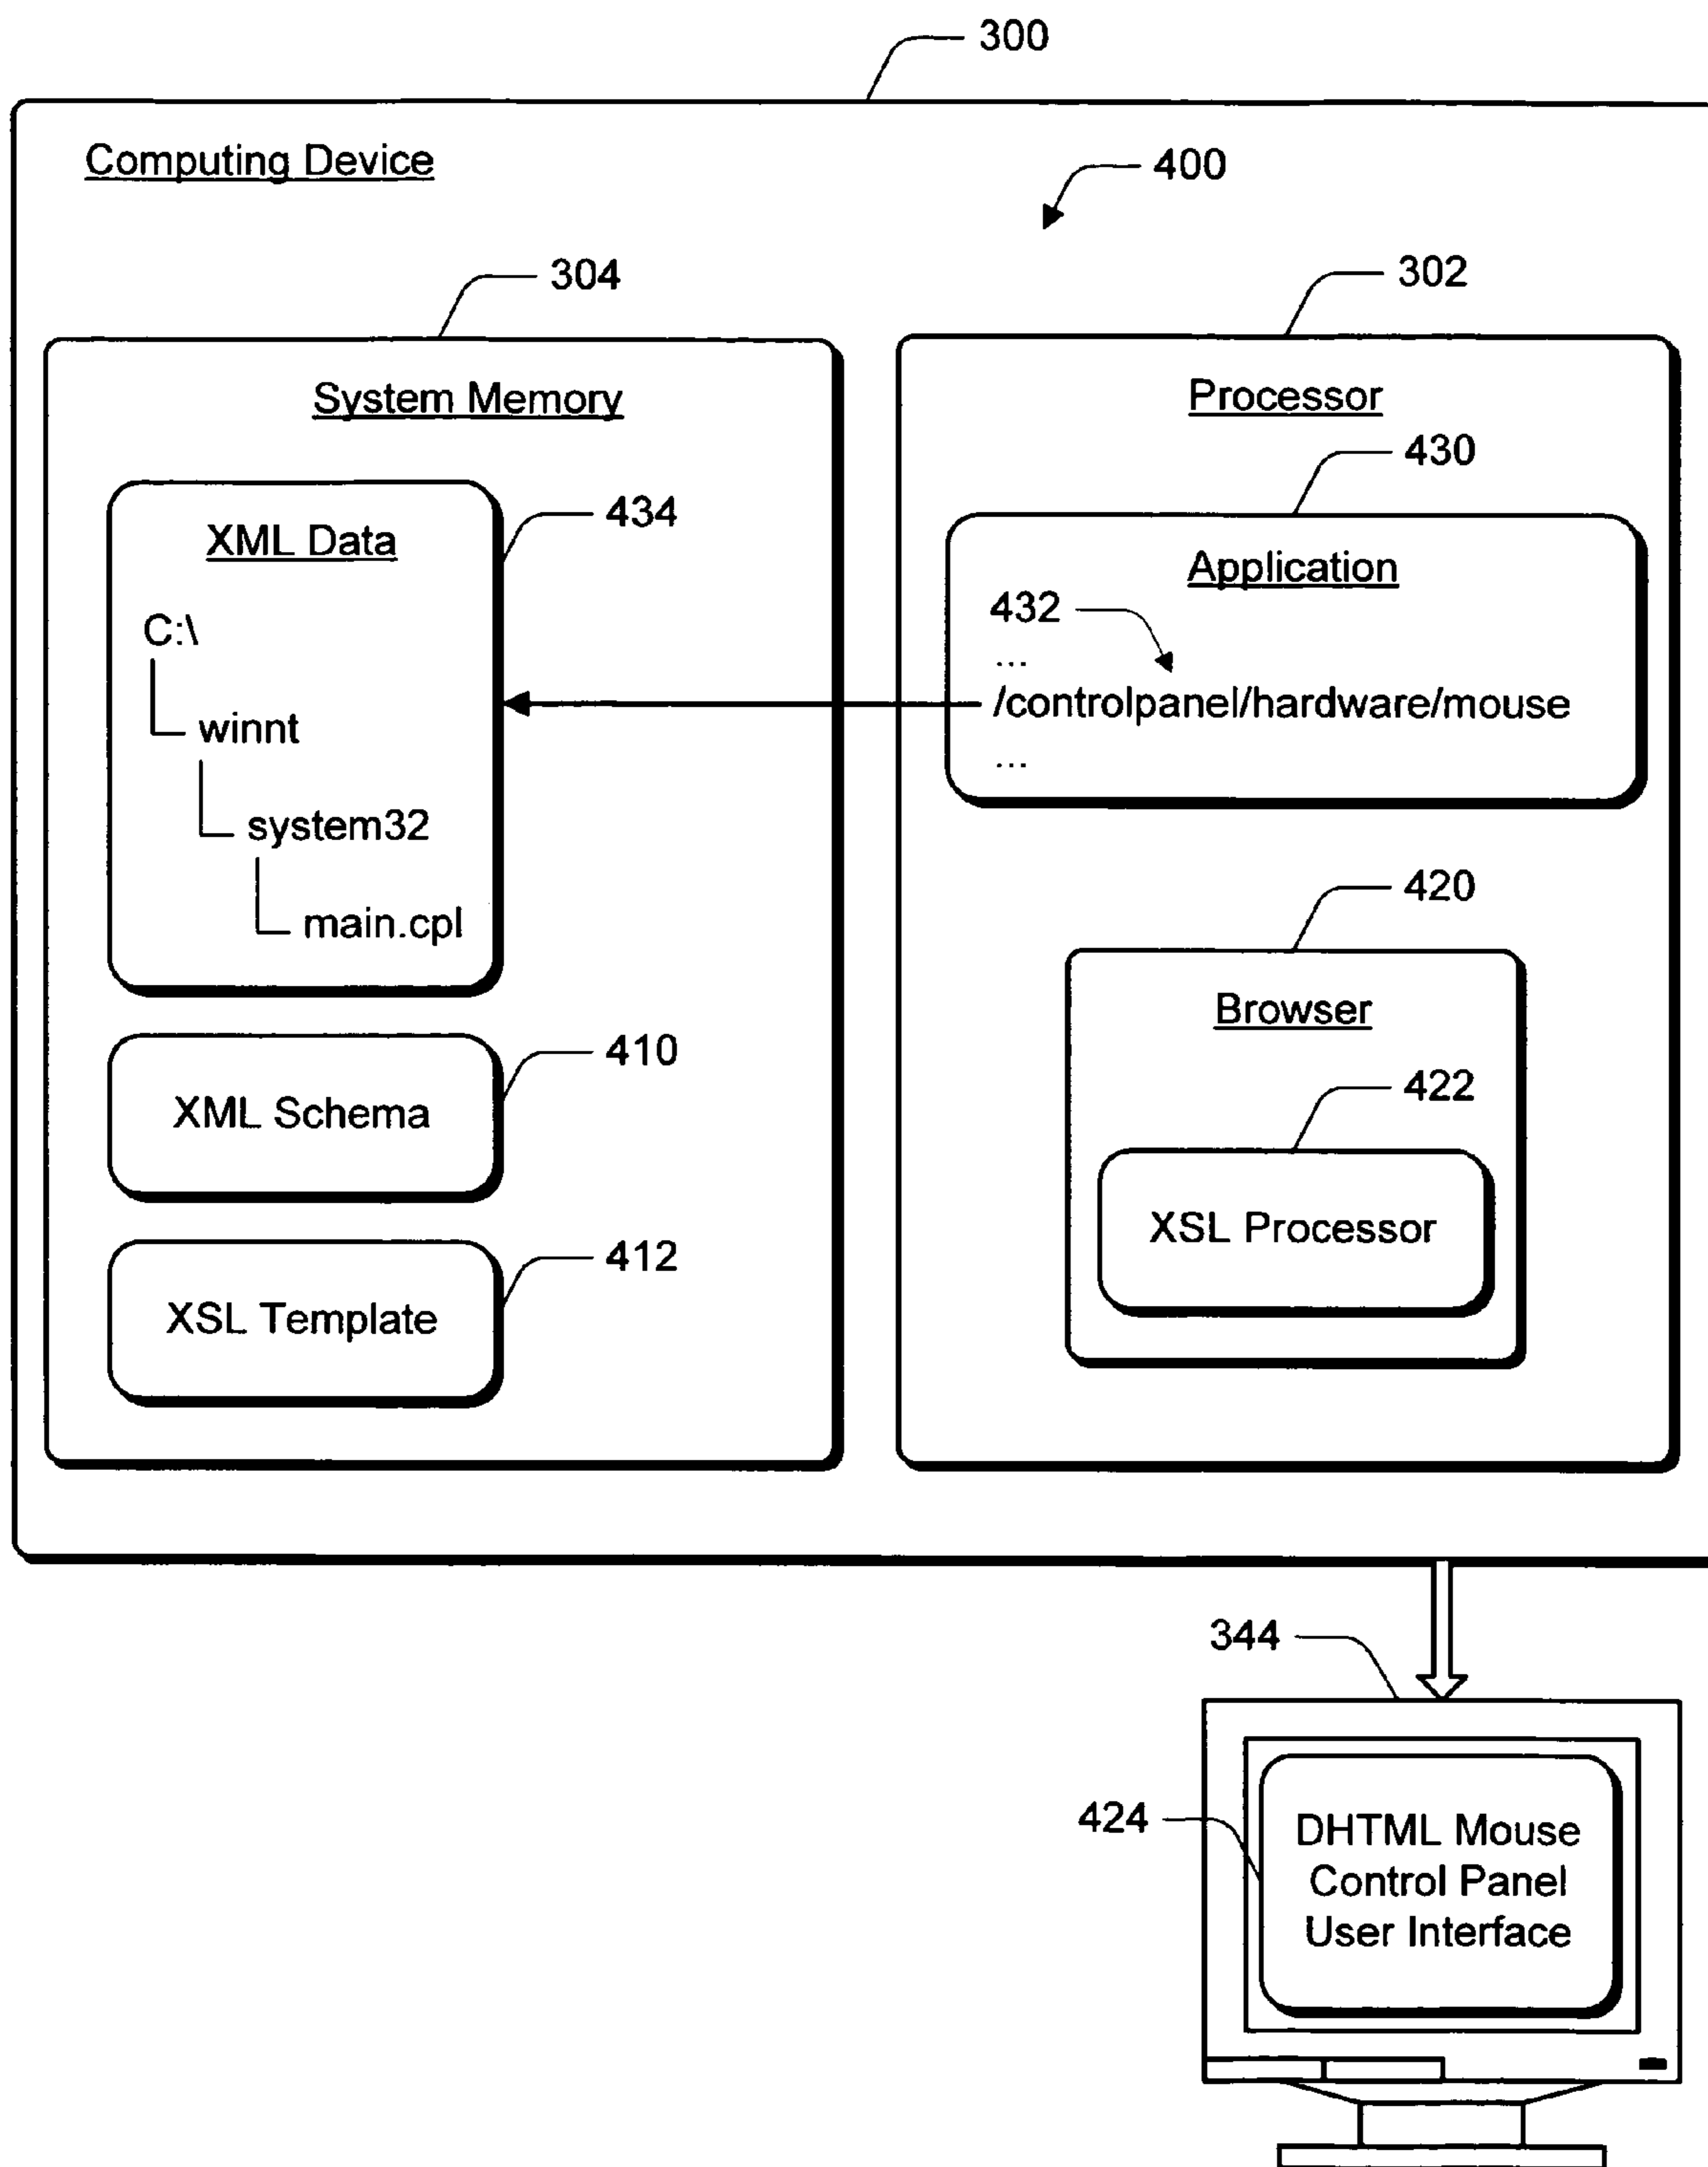 300
Computing Device
400
304
302
System Memory
Processor
430
XML Data
434
Application
432
C:\
...
/controlpanel/hardware/mouse
winnt
...
system32
main.cpl
420
Browser
410
XML Schema
422
XSL Processor
412
XSL Template
344
424
DHTML Mouse
Control Panel
User Interface